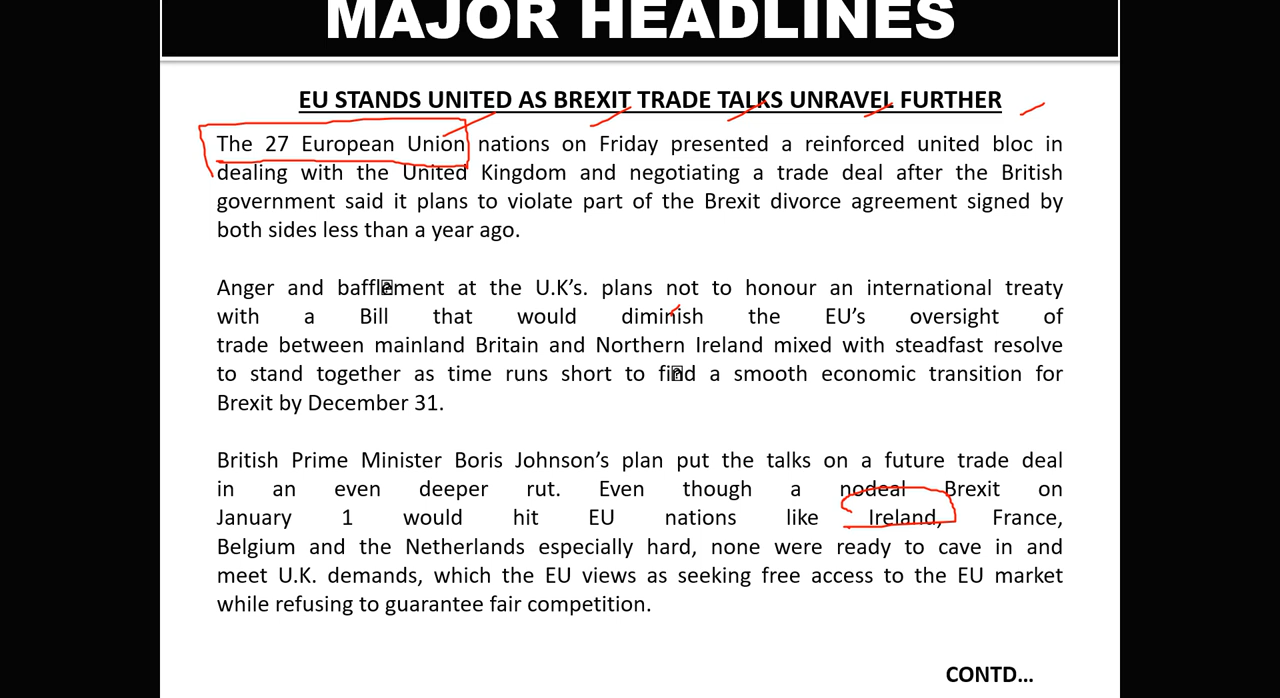 MAJOR HEADLINES
EU STANDS UNITED AS BREXIT TRADE TALKS UNRAVEL FURTHER
The 27 European Union nations on Friday presented a reinforced united bloc in
dealing with the United Kingdom and negotiating a trade deal after the British
government said it plans to violate part of the Brexit divorce agreement signed by
both sides less than a year ago.
Anger and bafflement at the U.K’s. plans not to honour an international treaty
with a Bill that would diminish the EU’s oversight of
trade between mainland Britain and Northern Ireland mixed with steadfast resolve
to stand together as time runs short to find a smooth economic transition for
Brexit by December 31.
British Prime Minister Boris Johnson’s plan put the talks on a future trade deal
in an even deeper rut. Even though a nodeal Brexit on
January 1 would hit EU nations like Ireland, France,
Belgium and the Netherlands especially hard, none were ready to cave in and
meet U.K. demands, which the EU views as seeking free access to the EU market
while refusing to guarantee fair competition.
CONTD...